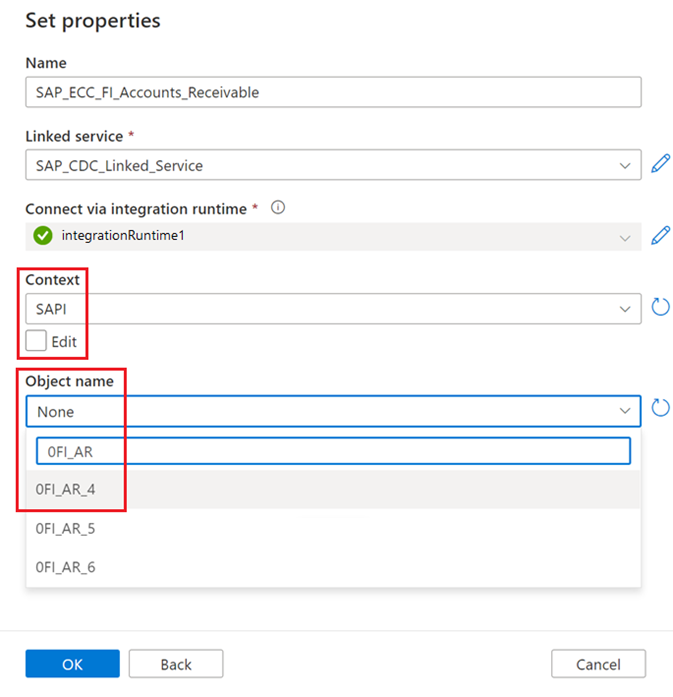 Set properties
Name
SAP_ECC_FI_Accounts_Receivable
Linked service *
SAP_CDC_Linked_Service
Connect via integration runtime *
integrationRuntime1
Context
SAPI
Edit
Object name
None
0FI_AR
0FI_AR_4
0FI_AR_5
0FI_AR_6
OK Back Cancel